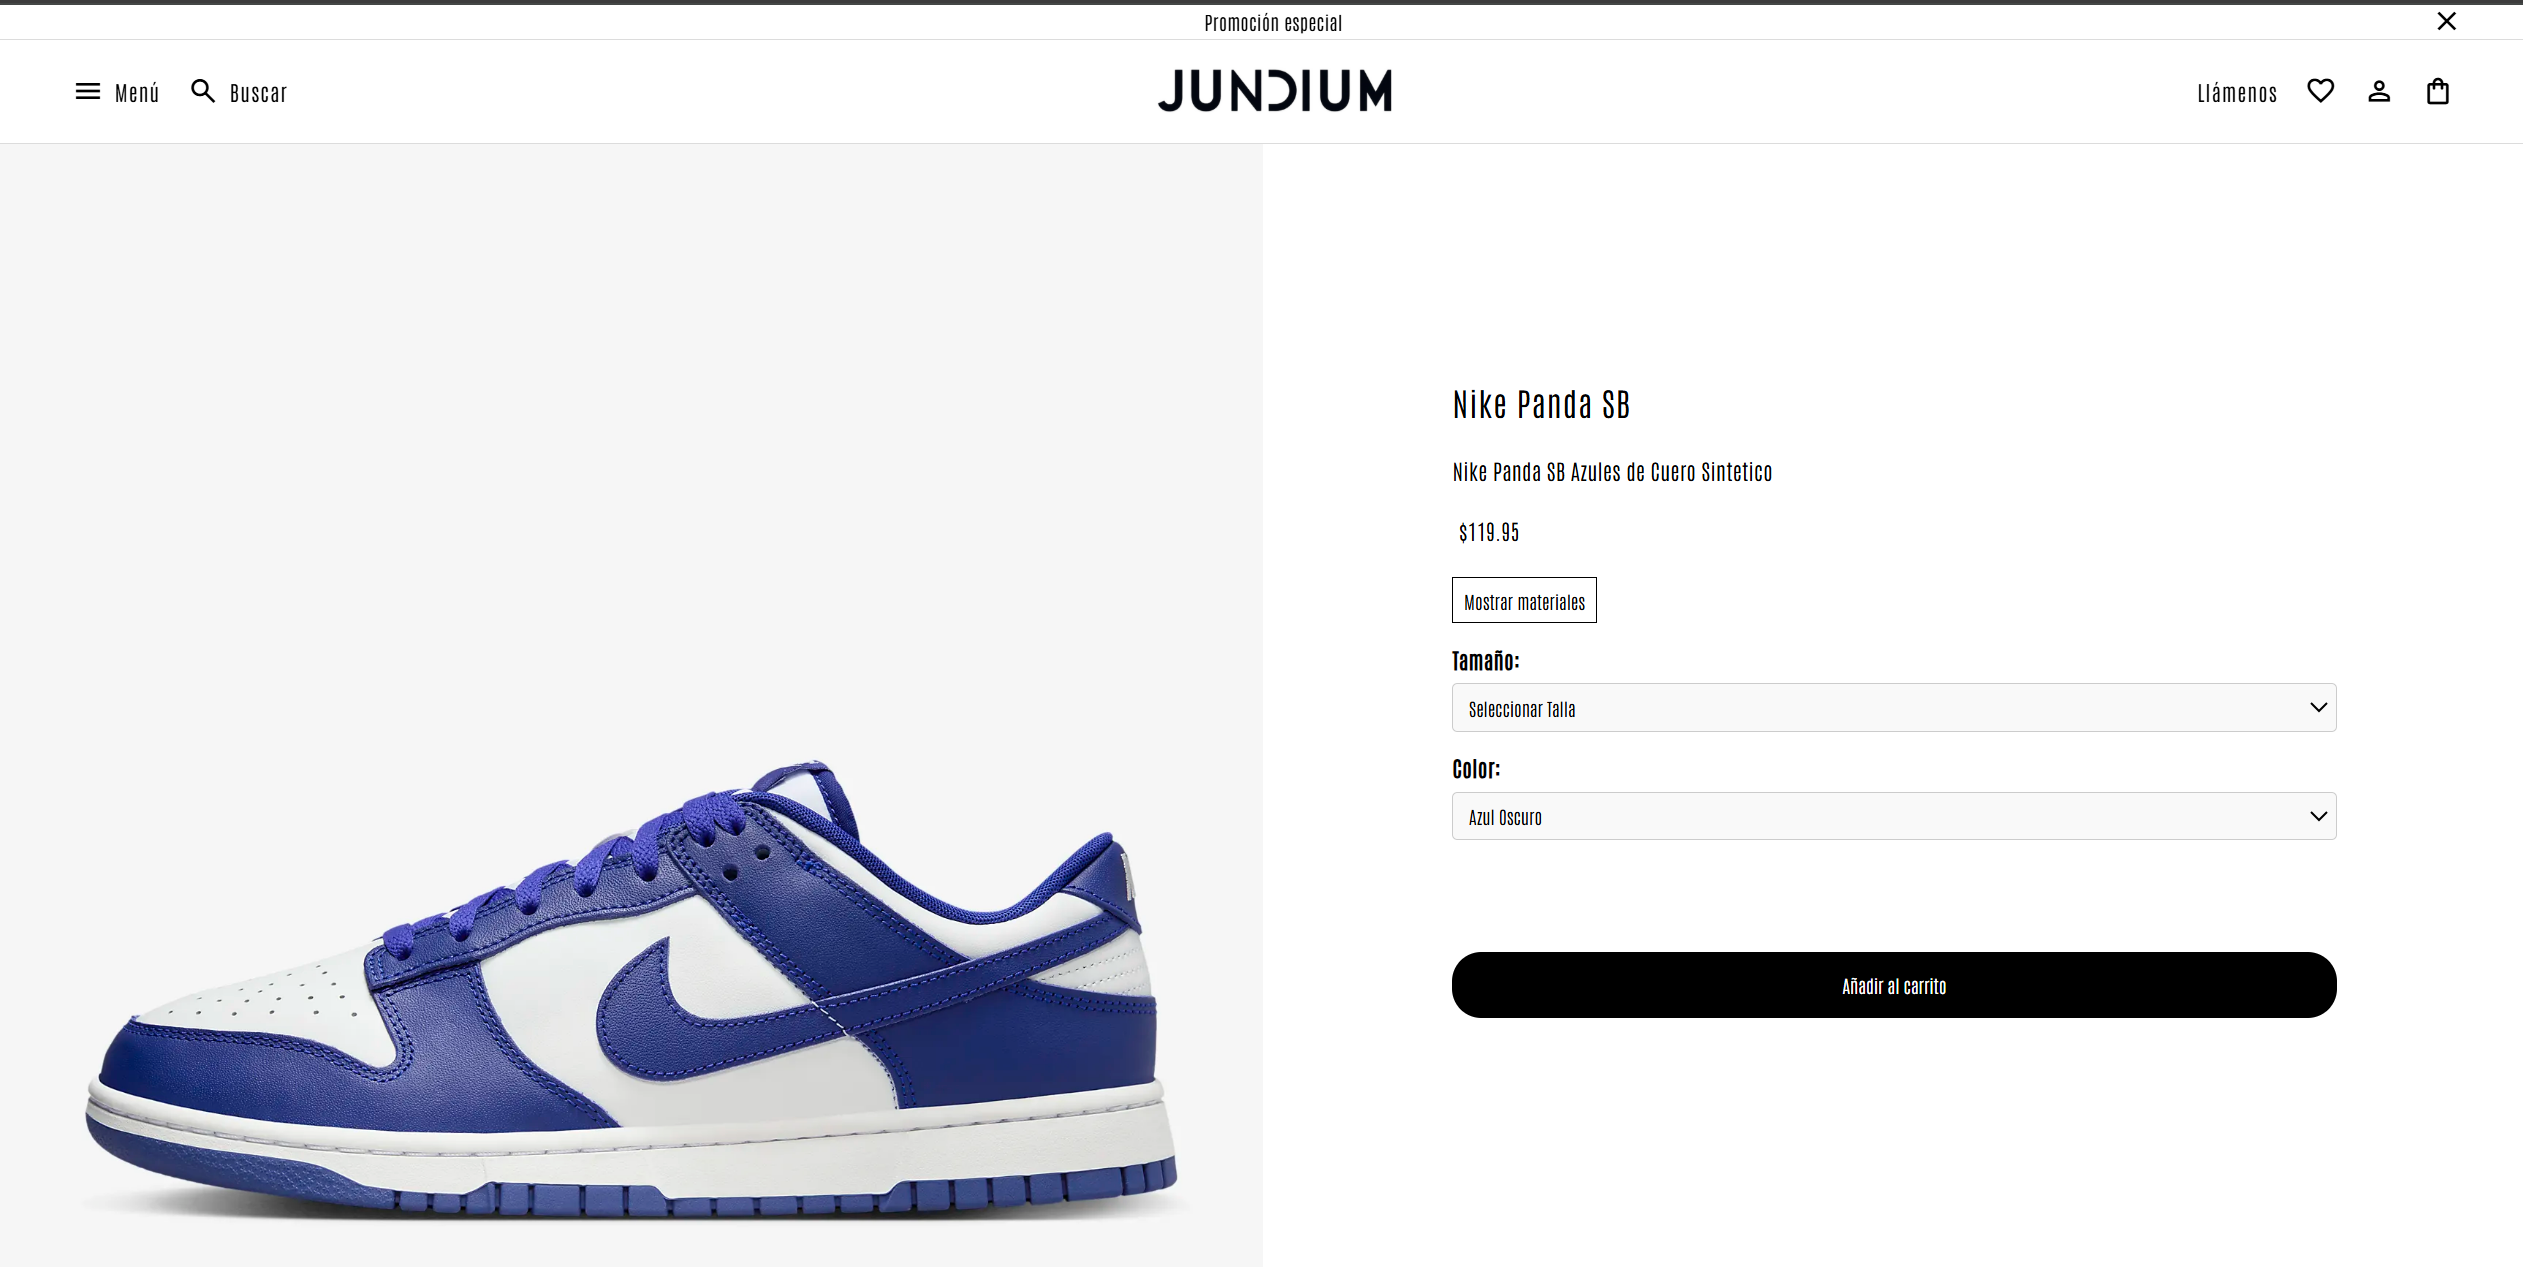 Promoción especial
Menú
Buscar
JUNDIUM
Llámenos
Nike Panda SB
Nike Panda SB Azules de Cuero Sintetico
$119.95
Mostrar materiales
Tamaño:
Seleccionar Talla
Color:
Azul Oscuro
Añadir al carrito